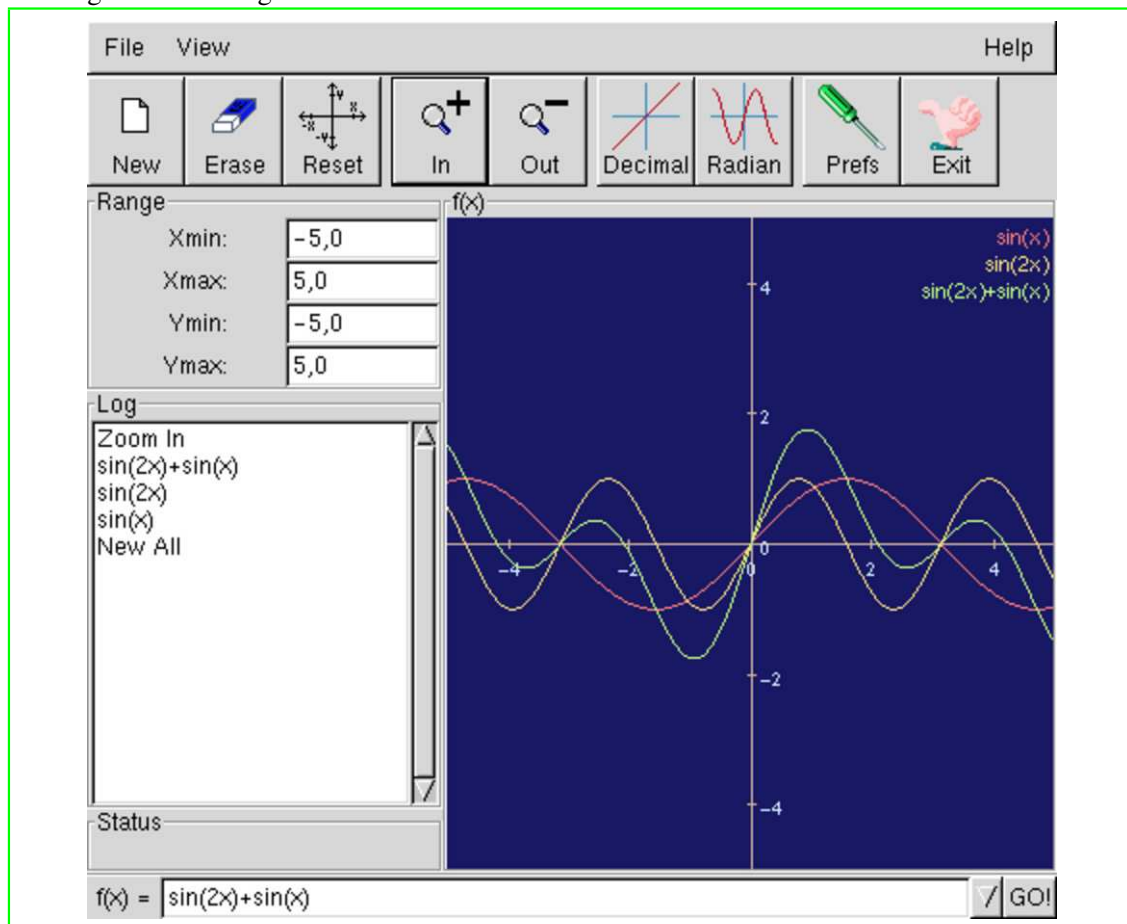 File View Help
New Erase Reset In Out Decimal Radian Prefs Exit
Range
Xmin: -5,0
Xmax: 5,0
Ymin: -5,0
Ymax: 5,0
Log
Zoom In
sin(2x)+sin(x)
sin(2x)
sin(x)
New All
Status
f(x)
sin(x)
sin(2x)
sin(2x)+sin(x)
4
2
0
-4 -2 0 2 4
-2
-4
f(x) = sin(2x)+sin(x) GO!